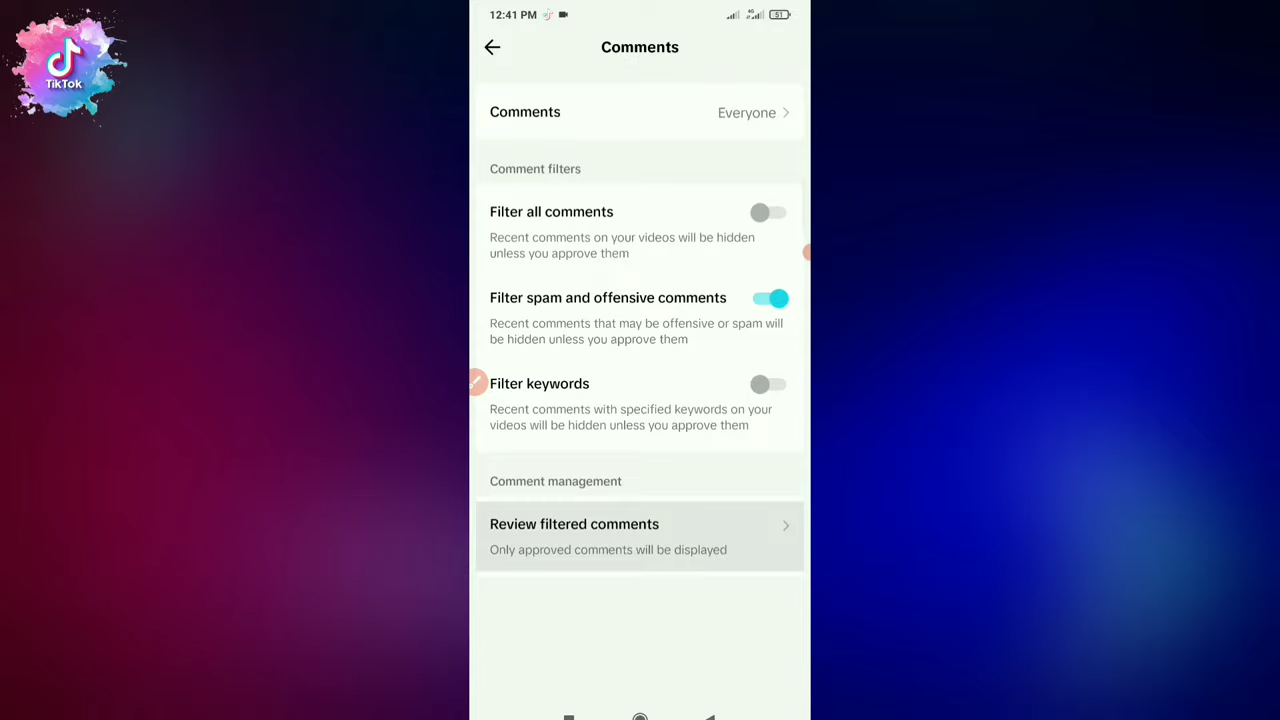 12:41 PM
4G
51
TikTok
Comments
Comments
Everyone
Comment filters
Filter all comments
Recent comments on your videos will be hidden
unless you approve them
Filter spam and offensive comments
Recent comments that may be offensive or spam will
be hidden unless you approve them
Filter keywords
Recent comments with specified keywords on your
videos will be hidden unless you approve them
Comment management
Review filtered comments
Only approved comments will be displayed